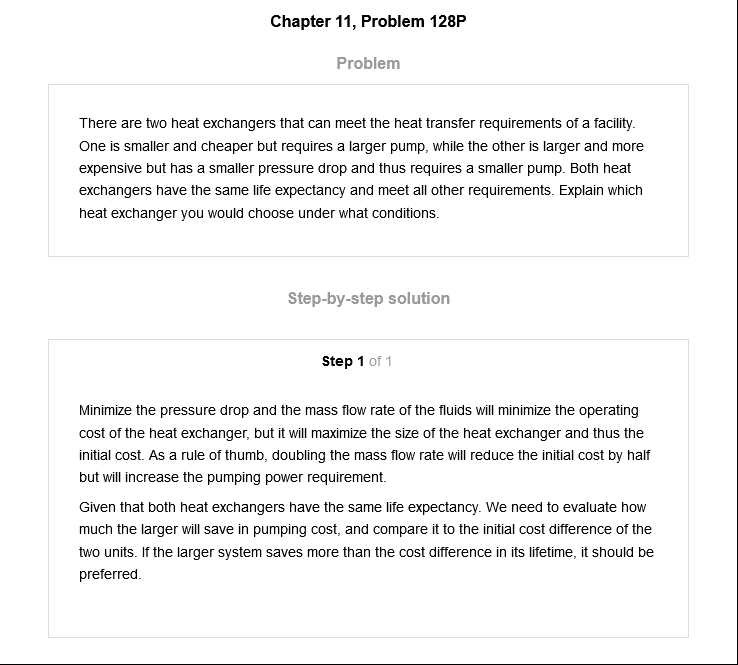 Chapter 11, Problem 128P
Problem
There are two heat exchangers that can meet the heat transfer requirements of a facility.
One is smaller and cheaper but requires a larger pump, while the other is larger and more
expensive but has a smaller pressure drop and thus requires a smaller pump. Both heat
exchangers have the same life expectancy and meet all other requirements. Explain which
heat exchanger you would choose under what conditions.
Step-by-step solution
Step 1 of 1
Minimize the pressure drop and the mass flow rate of the fluids will minimize the operating
cost of the heat exchanger, but it will maximize the size of the heat exchanger and thus the
initial cost. As a rule of thumb, doubling the mass flow rate will reduce the initial cost by half
but will increase the pumping power requirement.
Given that both heat exchangers have the same life expectancy. We need to evaluate how
much the larger will save in pumping cost, and compare it to the initial cost difference of the
two units. If the larger system saves more than the cost difference in its lifetime, it should be
preferred.